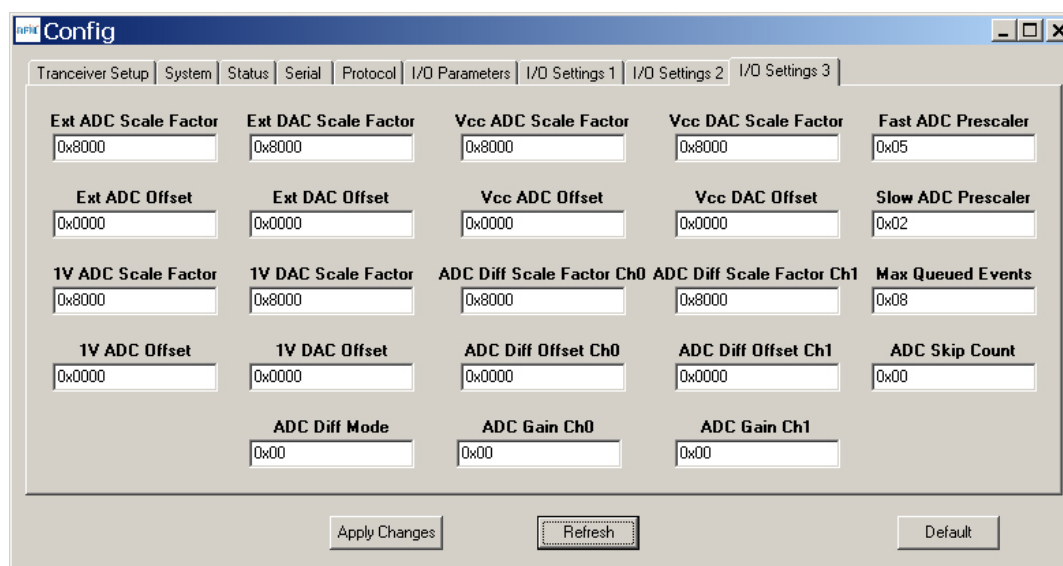 RFM Config
Tranceiver Setup System Status Serial Protocol I/O Parameters I/O Settings 1 I/O Settings 2 I/O Settings 3
Ext ADC Scale Factor Ext DAC Scale Factor Vcc ADC Scale Factor Vcc DAC Scale Factor Fast ADC Prescaler
0x8000 0x8000 0x8000 0x8000 0x05
Ext ADC Offset Ext DAC Offset Vcc ADC Offset Vcc DAC Offset Slow ADC Prescaler
0x0000 0x0000 0x0000 0x0000 0x02
1V ADC Scale Factor 1V DAC Scale Factor ADC Diff Scale Factor Ch0 ADC Diff Scale Factor Ch1 Max Queued Events
0x8000 0x8000 0x8000 0x8000 0x08
1V ADC Offset 1V DAC Offset ADC Diff Offset Ch0 ADC Diff Offset Ch1 ADC Skip Count
0x0000 0x0000 0x0000 0x0000 0x00
ADC Diff Mode ADC Gain Ch0 ADC Gain Ch1
0x00 0x00 0x00
Apply Changes Refresh Default